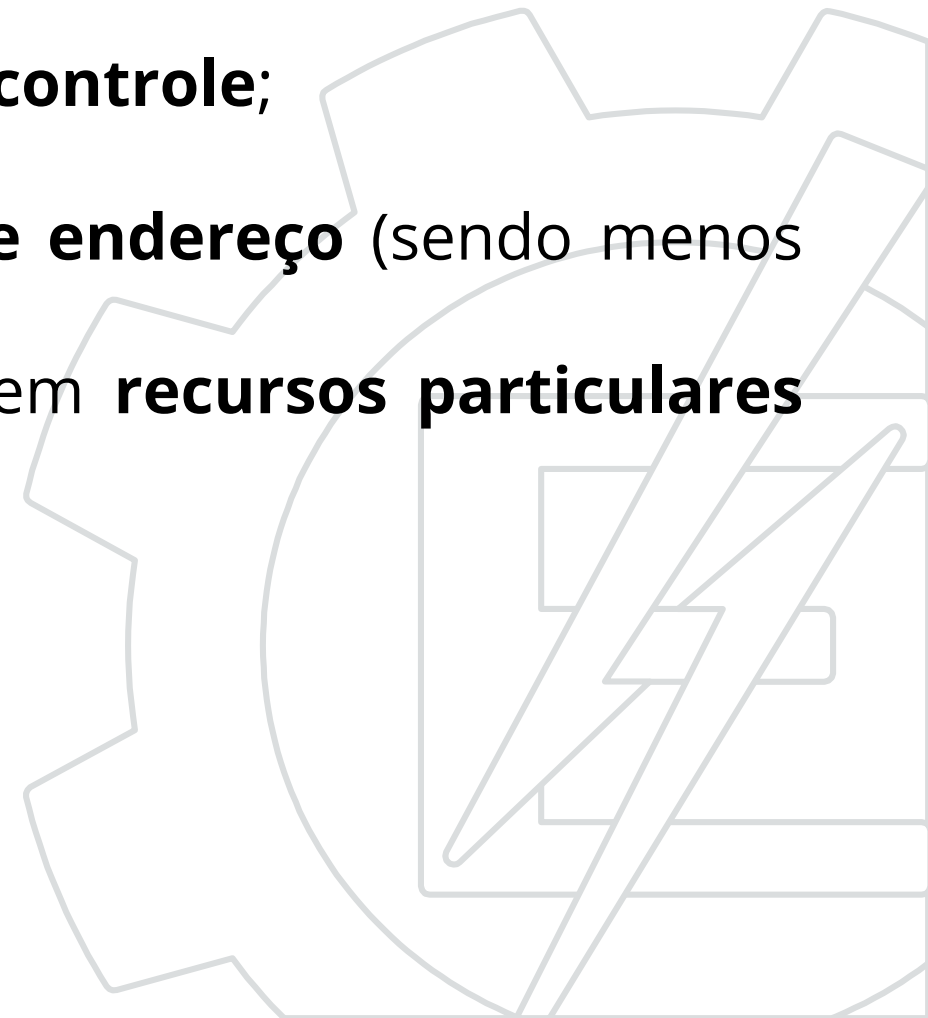 controle;
e endereço (sendo menos
em recursos particulares